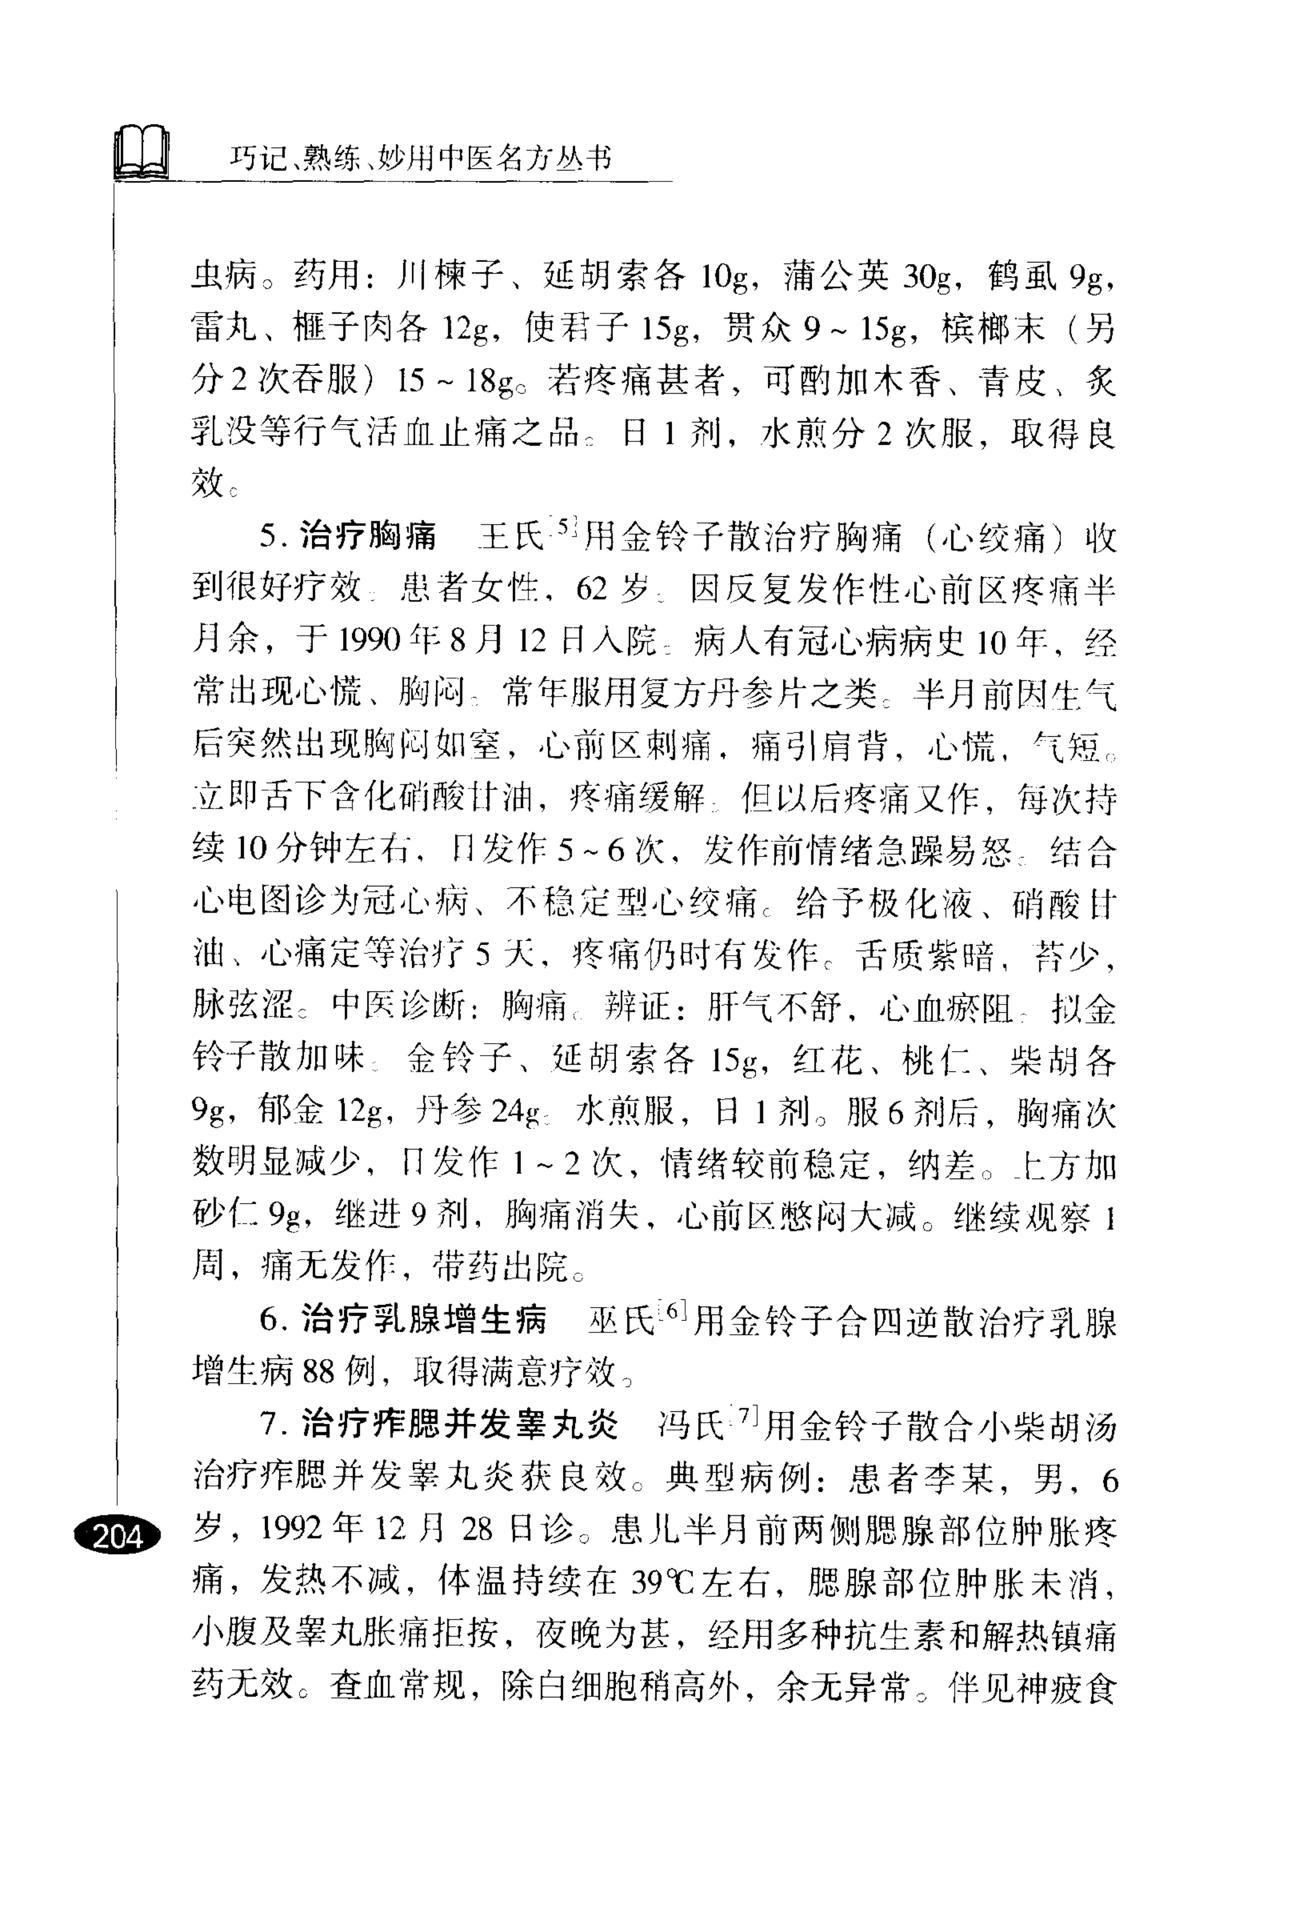 巧记、熟练、妙用中医名方丛书
虫病。药用：川楝子、延胡索各 10g，蒲公英 30g，鹤虱 9g，
雷丸、榧子肉各 12g，使君子 15g，贯众 9～15g，槟榔末（另
分 2 次吞服）15～18g。若疼痛甚者，可酌加木香、青皮、炙
乳没等行气活血止痛之品。日 1 剂，水煎分 2 次服，取得良
效。
5. 治疗胸痛　王氏[5]用金铃子散治疗胸痛（心绞痛）收
到很好疗效。患者女性，62 岁。因反复发作性心前区疼痛半
月余，于 1990 年 8 月 12 日入院。病人有冠心病病史 10 年，经
常出现心慌、胸闷。常年服用复方丹参片之类。半月前因生气
后突然出现胸闷如窒，心前区刺痛，痛引肩背，心慌，气短。
立即舌下含化硝酸甘油，疼痛缓解。但以后疼痛又作，每次持
续 10 分钟左右，日发作 5～6 次，发作前情绪急躁易怒。结合
心电图诊为冠心病、不稳定型心绞痛。给予极化液、硝酸甘
油、心痛定等治疗 5 天，疼痛仍时有发作。舌质紫暗，苔少，
脉弦涩。中医诊断：胸痛。辨证：肝气不舒，心血瘀阻。拟金
铃子散加味。金铃子、延胡索各 15g，红花、桃仁、柴胡各
9g，郁金 12g，丹参 24g。水煎服，日 1 剂。服 6 剂后，胸痛次
数明显减少，日发作 1～2 次，情绪较前稳定，纳差。上方加
砂仁 9g，继进 9 剂，胸痛消失，心前区憋闷大减。继续观察 1
周，痛无发作，带药出院。
6. 治疗乳腺增生病　巫氏[6]用金铃子合四逆散治疗乳腺
增生病 88 例，取得满意疗效。
7. 治疗痄腮并发睾丸炎　冯氏[7]用金铃子散合小柴胡汤
治疗痄腮并发睾丸炎获良效。典型病例：患者李某，男，6
岁，1992 年 12 月 28 日诊。患儿半月前两侧腮腺部位肿胀疼
痛，发热不减，体温持续在 39℃左右，腮腺部位肿胀未消，
小腹及睾丸胀痛拒按，夜晚为甚，经用多种抗生素和解热镇痛
药无效。查血常规，除白细胞稍高外，余无异常。伴见神疲食
204